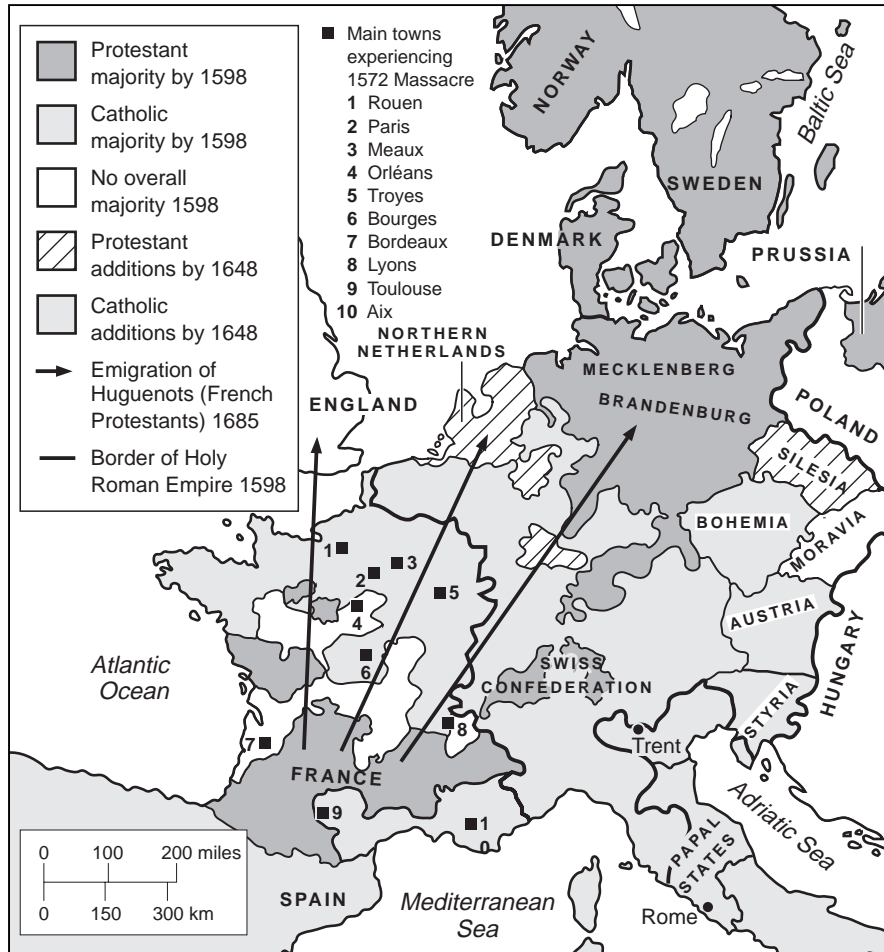 Protestant
majority by 1598
Catholic
majority by 1598
No overall
majority 1598
Protestant
additions by 1648
Catholic
additions by 1648
Emigration of
Huguenots (French
Protestants) 1685
Border of Holy
Roman Empire 1598
Main towns
experiencing
1572 Massacre
1 Rouen
2 Paris
3 Meaux
4 Orléans
5 Troyes
6 Bourges
7 Bordeaux
8 Lyons
9 Toulouse
10 Aix
NORWAY
SWEDEN
Baltic Sea
DENMARK
PRUSSIA
NORTHERN
NETHERLANDS
MECKLENBERG
BRANDENBURG
ENGLAND
POLAND
SILESIA
BOHEMIA
MORAVIA
1
2
3
4
5
6
AUSTRIA
HUNGARY
Atlantic
Ocean
SWISS
CONFEDERATION
STYRIA
7
8
Trent
FRANCE
9
1
0
Adriatic Sea
PAPAL
STATES
Rome
SPAIN
Mediterranean
Sea
0 100 200 miles
0 150 300 km